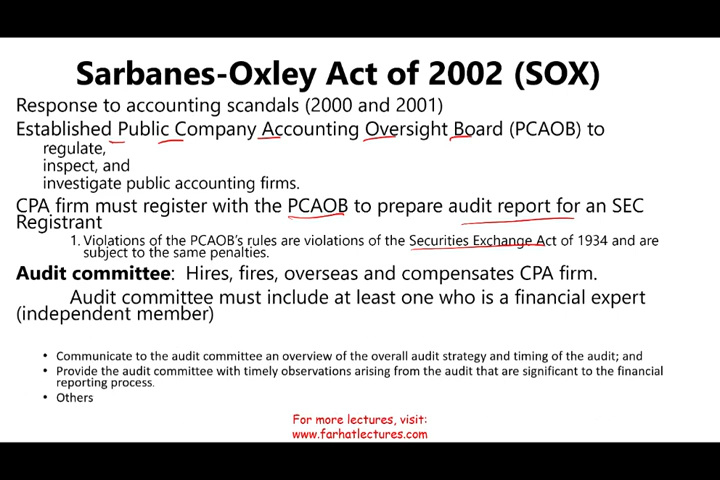 Sarbanes-Oxley Act of 2002 (SOX)
Response to accounting scandals (2000 and 2001)
Established Public Company Accounting Oversight Board (PCAOB) to
regulate,
inspect, and
investigate public accounting firms.
CPA firm must register with the PCAOB to prepare audit report for an SEC
Registrant
1. Violations of the PCAOB's rules are violations of the Securities Exchange Act of 1934 and are
subject to the same penalties.
Audit committee: Hires, fires, overseas and compensates CPA firm.
Audit committee must include at least one who is a financial expert
(independent member)
• Communicate to the audit committee an overview of the overall audit strategy and timing of the audit; and
• Provide the audit committee with timely observations arising from the audit that are significant to the financial
reporting process.
• Others
For more lectures, visit:
www.farhatlectures.com